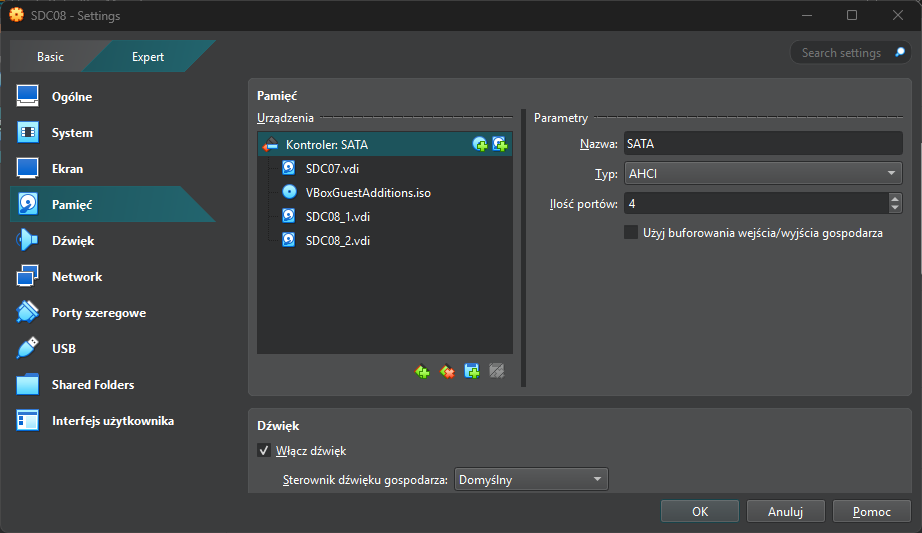 SDC08 - Settings
Basic
Expert
Search settings
Ogólne
System
Ekran
Pamięć
Dźwięk
Network
Porty szeregowe
USB
Shared Folders
Interfejs użytkownika
Pamięć
Urządzenia
Kontroler: SATA
SDC07.vdi
VBoxGuestAdditions.iso
SDC08_1.vdi
SDC08_2.vdi
Parametry
Nazwa: SATA
Typ: AHCI
Ilość portów: 4
Użyj buforowania wejścia/wyjścia gospodarza
Dźwięk
Włącz dźwięk
Sterownik dźwięku gospodarza: Domyślny
OK
Anuluj
Pomoc